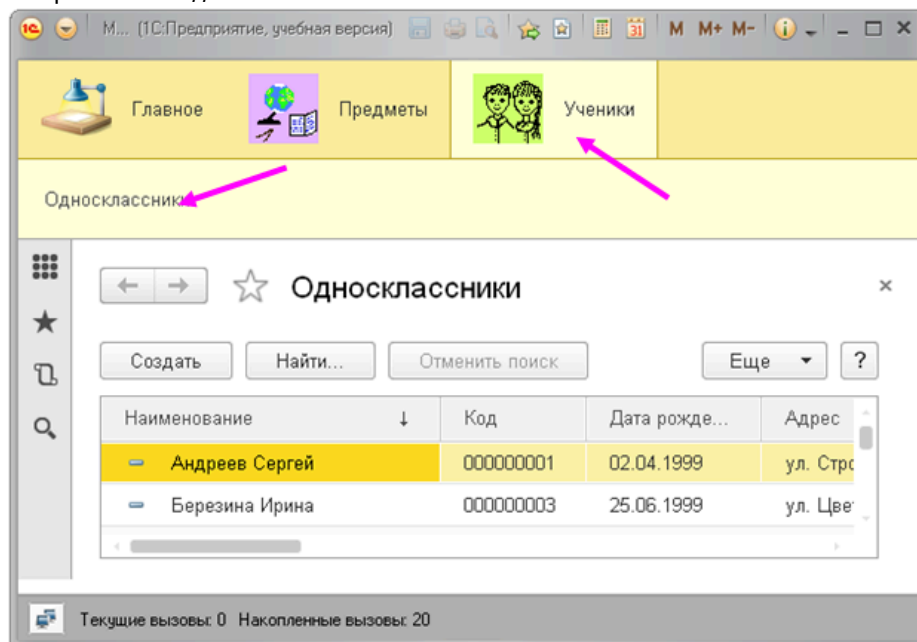 М... (1С:Предприятие, учебная версия) 31 M M+ M-
Главное Предметы Ученики
Одноклассники
Одноклассники
Создать Найти... Отменить поиск Еще ?
Наименование ↓ Код Дата рожде... Адрес
Андреев Сергей 000000001 02.04.1999 ул. Стро
Березина Ирина 000000003 25.06.1999 ул. Цве
Текущие вызовы: 0 Накопленные вызовы: 20